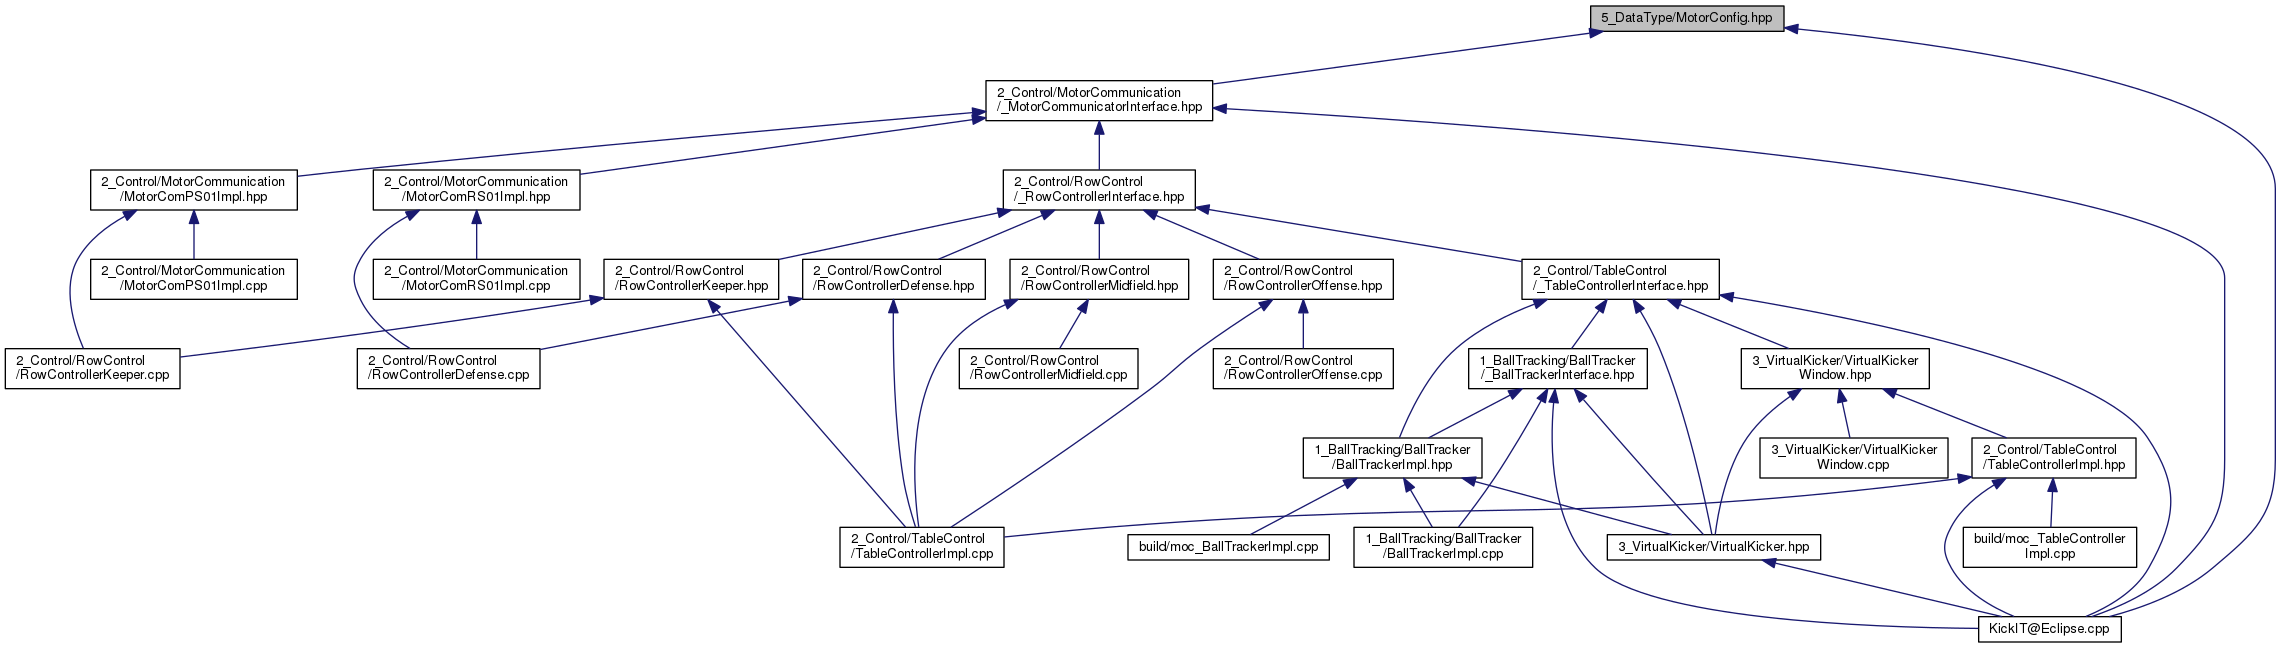 5_DataType/MotorConfig.hpp
2_Control/MotorCommunication
/_MotorCommunicatorInterface.hpp
2_Control/MotorCommunication
/MotorComPS01Impl.hpp
2_Control/MotorCommunication
/MotorComRS01Impl.hpp
2_Control/RowControl
/_RowControllerInterface.hpp
2_Control/MotorCommunication
/MotorComPS01Impl.cpp
2_Control/MotorCommunication
/MotorComRS01Impl.cpp
2_Control/RowControl
/RowControllerKeeper.hpp
2_Control/RowControl
/RowControllerDefense.hpp
2_Control/RowControl
/RowControllerMidfield.hpp
2_Control/RowControl
/RowControllerOffense.hpp
2_Control/TableControl
/_TableControllerInterface.hpp
2_Control/RowControl
/RowControllerKeeper.cpp
2_Control/RowControl
/RowControllerDefense.cpp
2_Control/RowControl
/RowControllerMidfield.cpp
2_Control/RowControl
/RowControllerOffense.cpp
1_BallTracking/BallTracker
/_BallTrackerInterface.hpp
3_VirtualKicker/VirtualKicker
Window.hpp
1_BallTracking/BallTracker
/BallTrackerImpl.hpp
3_VirtualKicker/VirtualKicker
Window.cpp
2_Control/TableControl
/TableControllerImpl.hpp
2_Control/TableControl
/TableControllerImpl.cpp
build/moc_BallTrackerImpl.cpp
1_BallTracking/BallTracker
/BallTrackerImpl.cpp
3_VirtualKicker/VirtualKicker.hpp
build/moc_TableController
Impl.cpp
KickIT@Eclipse.cpp